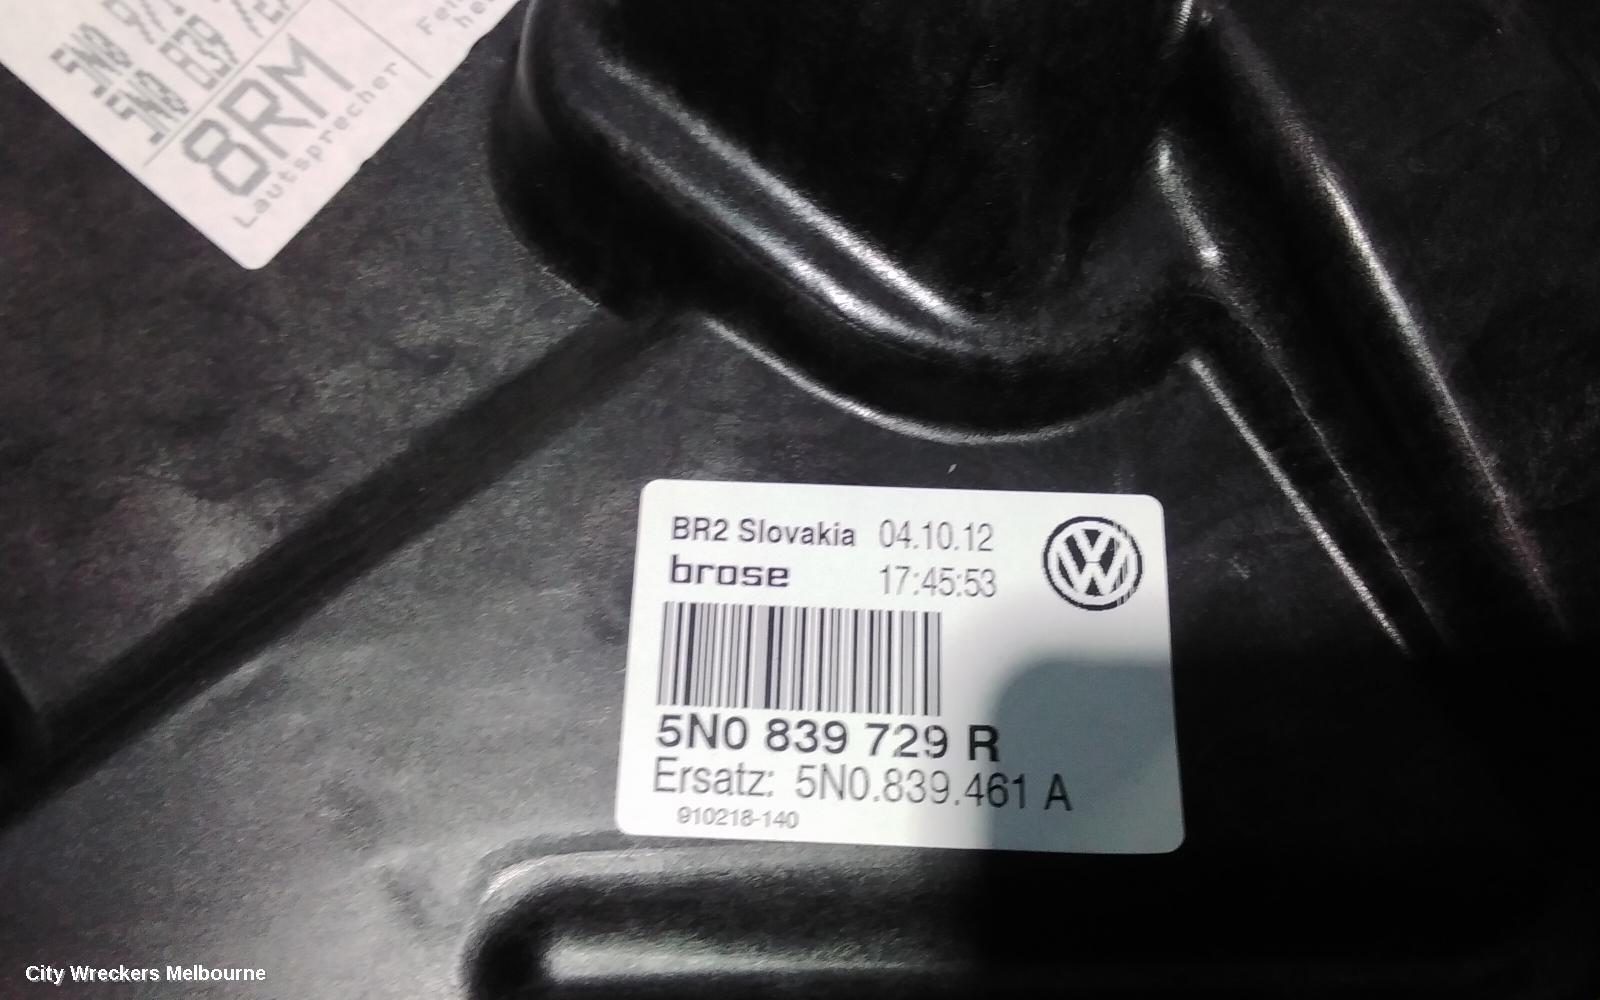 8RM
Lautsprecher
BR2 Slovakia 04.10.12
brose 17:45:53
5N0 839 729 R
Ersatz: 5N0.839.461 A
910218-140
City Wreckers Melbourne